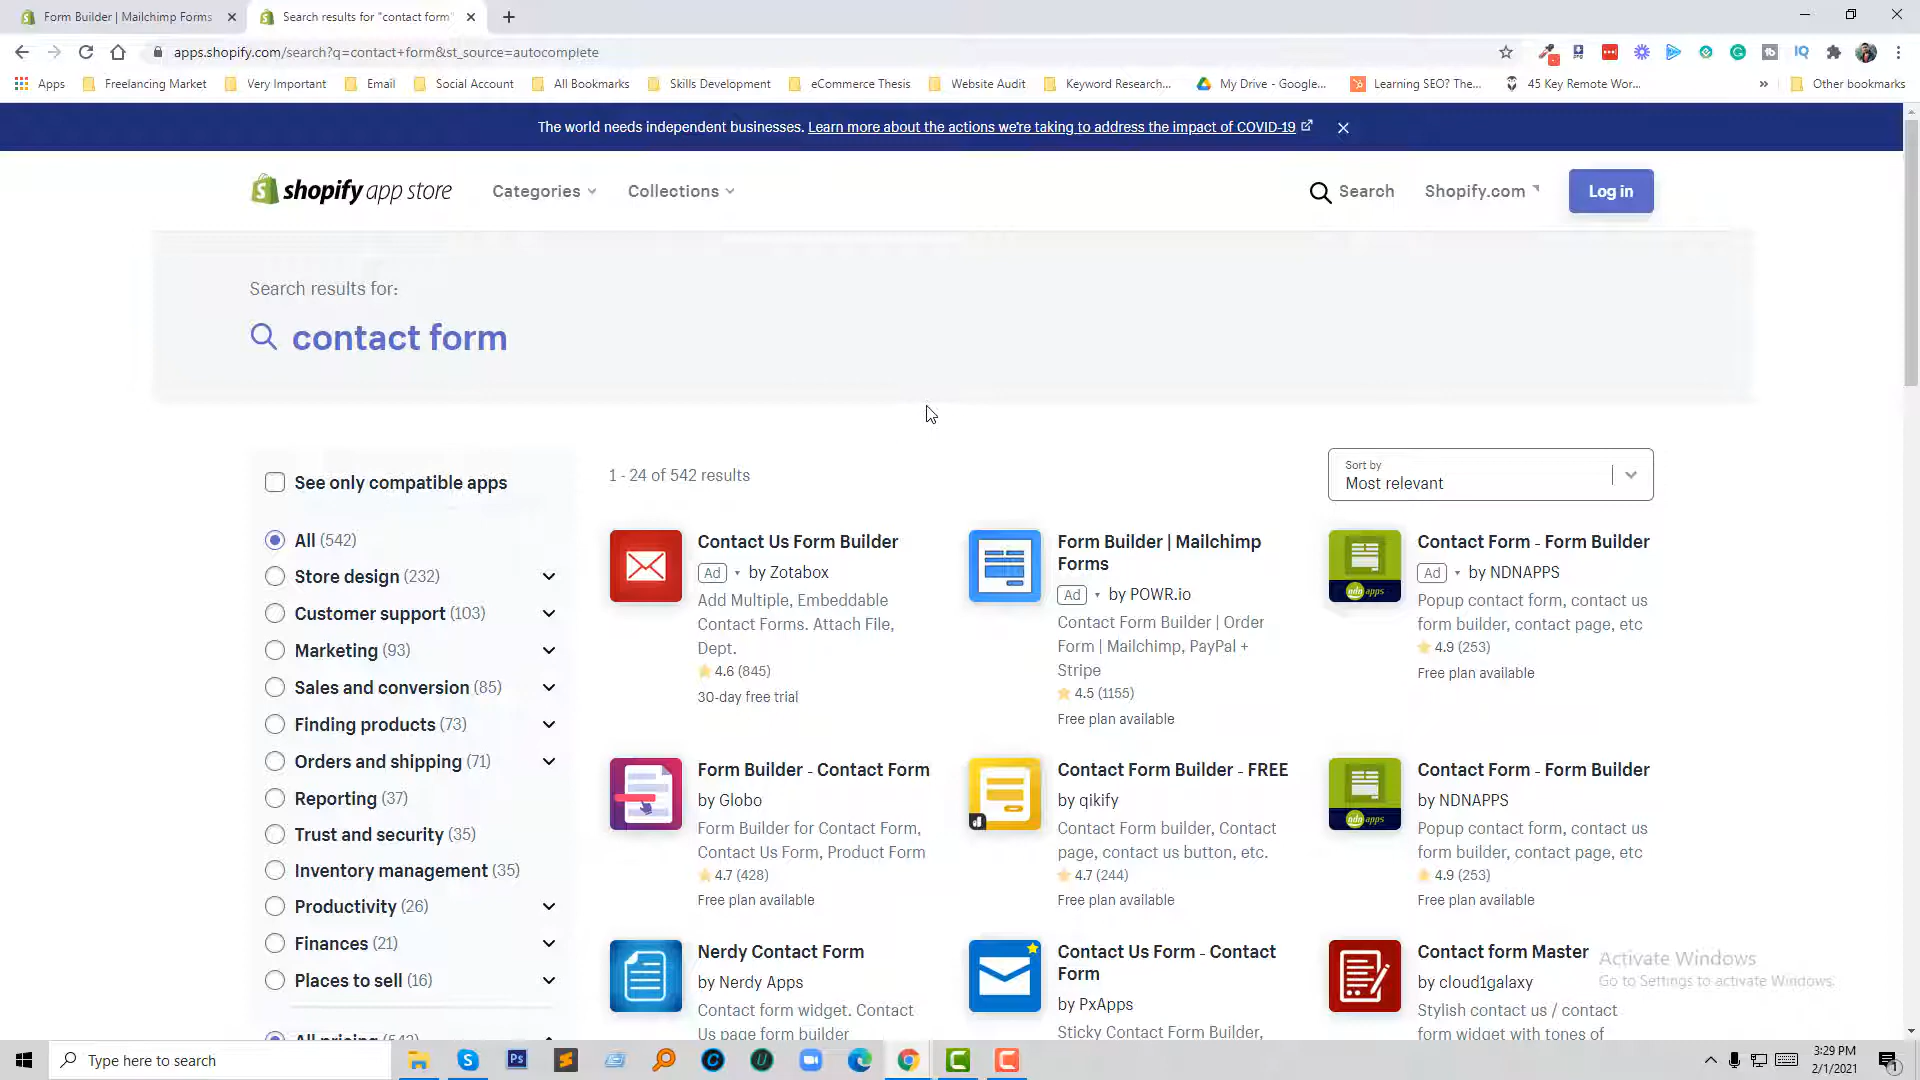 Form Builder | Mailchimp Forms
Search results for "contact form"
apps.shopify.com/search?q=contact+form&st_source=autocomplete
Apps
Freelancing Market
Very Important
Email
Social Account
All Bookmarks
Skills Development
eCommerce Thesis
Website Audit
Keyword Research...
My Drive - Google...
Learning SEO? The...
45 Key Remote Wor...
»
Other bookmarks
The world needs independent businesses. Learn more about the actions we're taking to address the impact of COVID-19
shopify app store
Categories
Collections
Search
Shopify.com
Log in
Search results for:
contact form
See only compatible apps
All (542)
Store design (232)
Customer support (103)
Marketing (93)
Sales and conversion (85)
Finding products (73)
Orders and shipping (71)
Reporting (37)
Trust and security (35)
Inventory management (35)
Productivity (26)
Finances (21)
Places to sell (16)
All pricing (542)
1 - 24 of 542 results
Sort by
Most relevant
Contact Us Form Builder
Ad • by Zotabox
Add Multiple, Embeddable
Contact Forms. Attach File,
Dept.
4.6 (845)
30-day free trial
Form Builder | Mailchimp
Forms
Ad • by POWR.io
Contact Form Builder | Order
Form | Mailchimp, PayPal +
Stripe
4.5 (1155)
Free plan available
ndn apps
Contact Form - Form Builder
Ad • by NDNAPPS
Popup contact form, contact us
form builder, contact page, etc
4.9 (253)
Free plan available
Form Builder - Contact Form
by Globo
Form Builder for Contact Form,
Contact Us Form, Product Form
4.7 (428)
Free plan available
Contact Form Builder - FREE
by qikify
Contact Form builder, Contact
page, contact us button, etc.
4.7 (244)
Free plan available
ndn apps
Contact Form - Form Builder
by NDNAPPS
Popup contact form, contact us
form builder, contact page, etc
4.9 (253)
Free plan available
Nerdy Contact Form
by Nerdy Apps
Contact form widget. Contact
Us page form builder
Contact Us Form - Contact
Form
by PxApps
Sticky Contact Form Builder,
Contact form Master
by cloud1galaxy
Stylish contact us / contact
form widget with tones of
Activate Windows
Go to Settings to activate Windows.
Type here to search
3:29 PM
2/1/2021